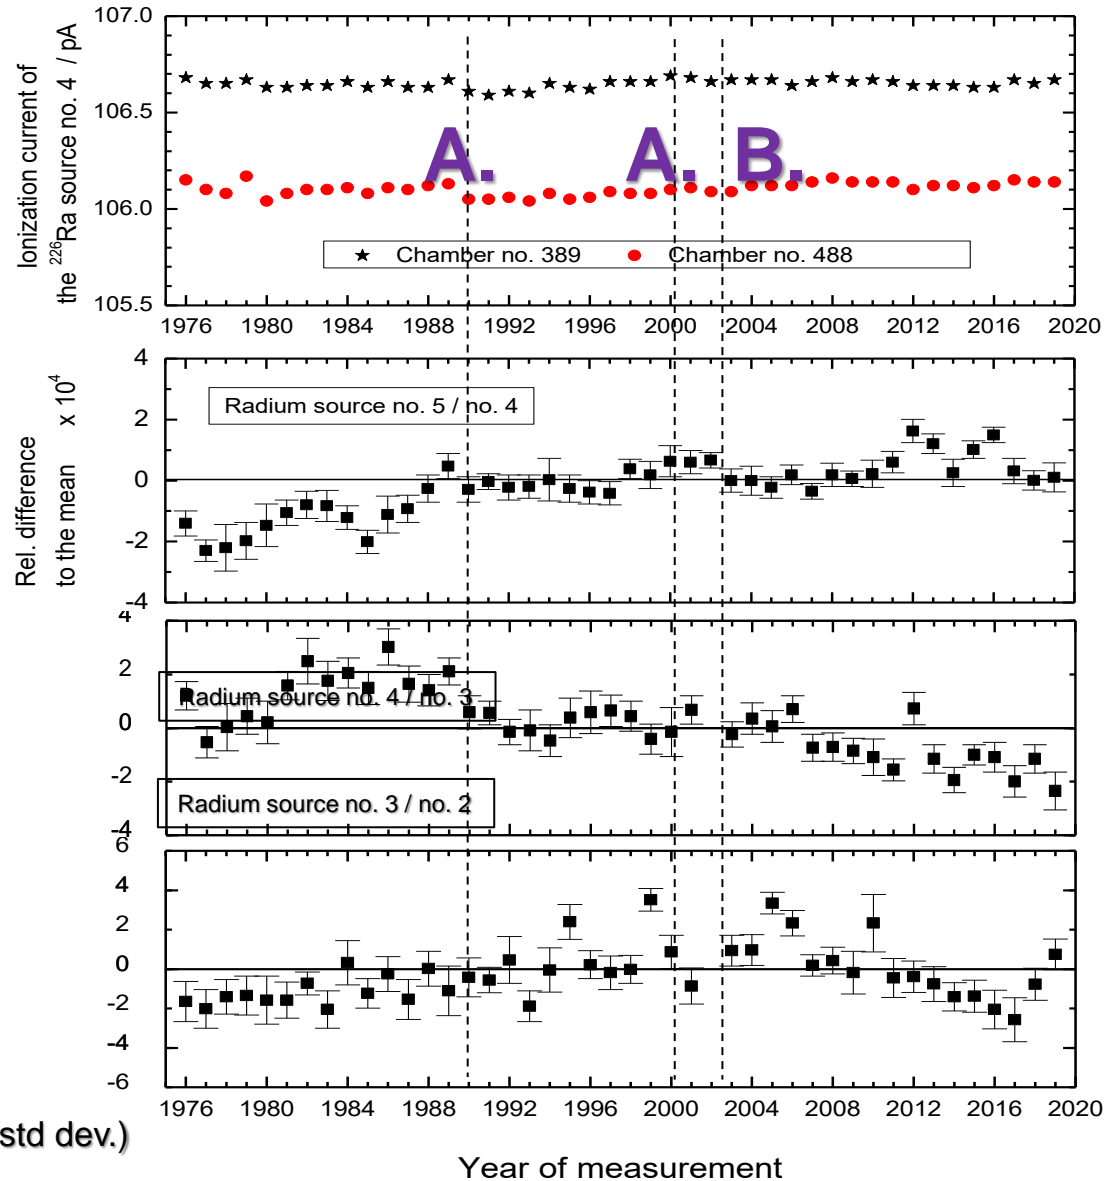 Ionization current of
the ²²⁶Ra source no. 4 / pA
107.0
106.5
106.0
105.5
A. A. B.
Chamber no. 389 Chamber no. 488
1976 1980 1984 1988 1992 1996 2000 2004 2008 2012 2016 2020
Rel. difference
to the mean x 10⁴
4
2
0
-2
-4
Radium source no. 5 / no. 4
4
2
0
-2
-4
Radium source no. 4 / no. 3
Radium source no. 3 / no. 2
6
4
2
0
-2
-4
-6
1976 1980 1984 1988 1992 1996 2000 2004 2008 2012 2016 2020
std dev.)
Year of measurement